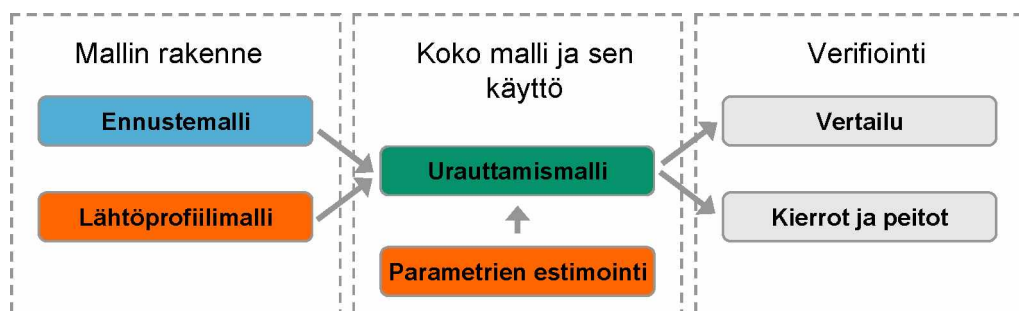 Mallin rakenne
Ennustemalli
Lähtöprofiilimalli
Koko malli ja sen
käyttö
Urauttamismalli
Parametrien estimointi
Verifiointi
Vertailu
Kierrot ja peitot